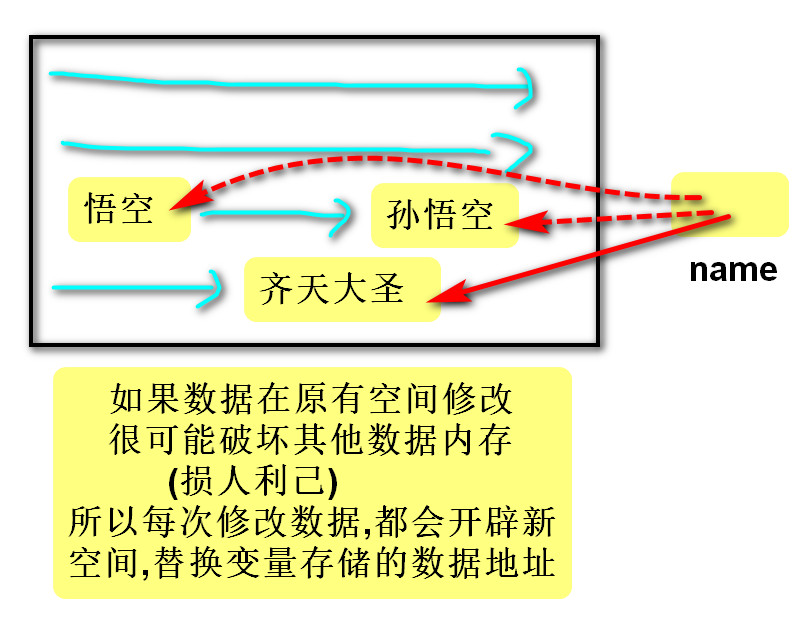 悟空
孙悟空
齐天大圣
name
如果数据在原有空间修改
很可能破坏其他数据内存
(损人利己)
所以每次修改数据,都会开辟新
空间,替换变量存储的数据地址